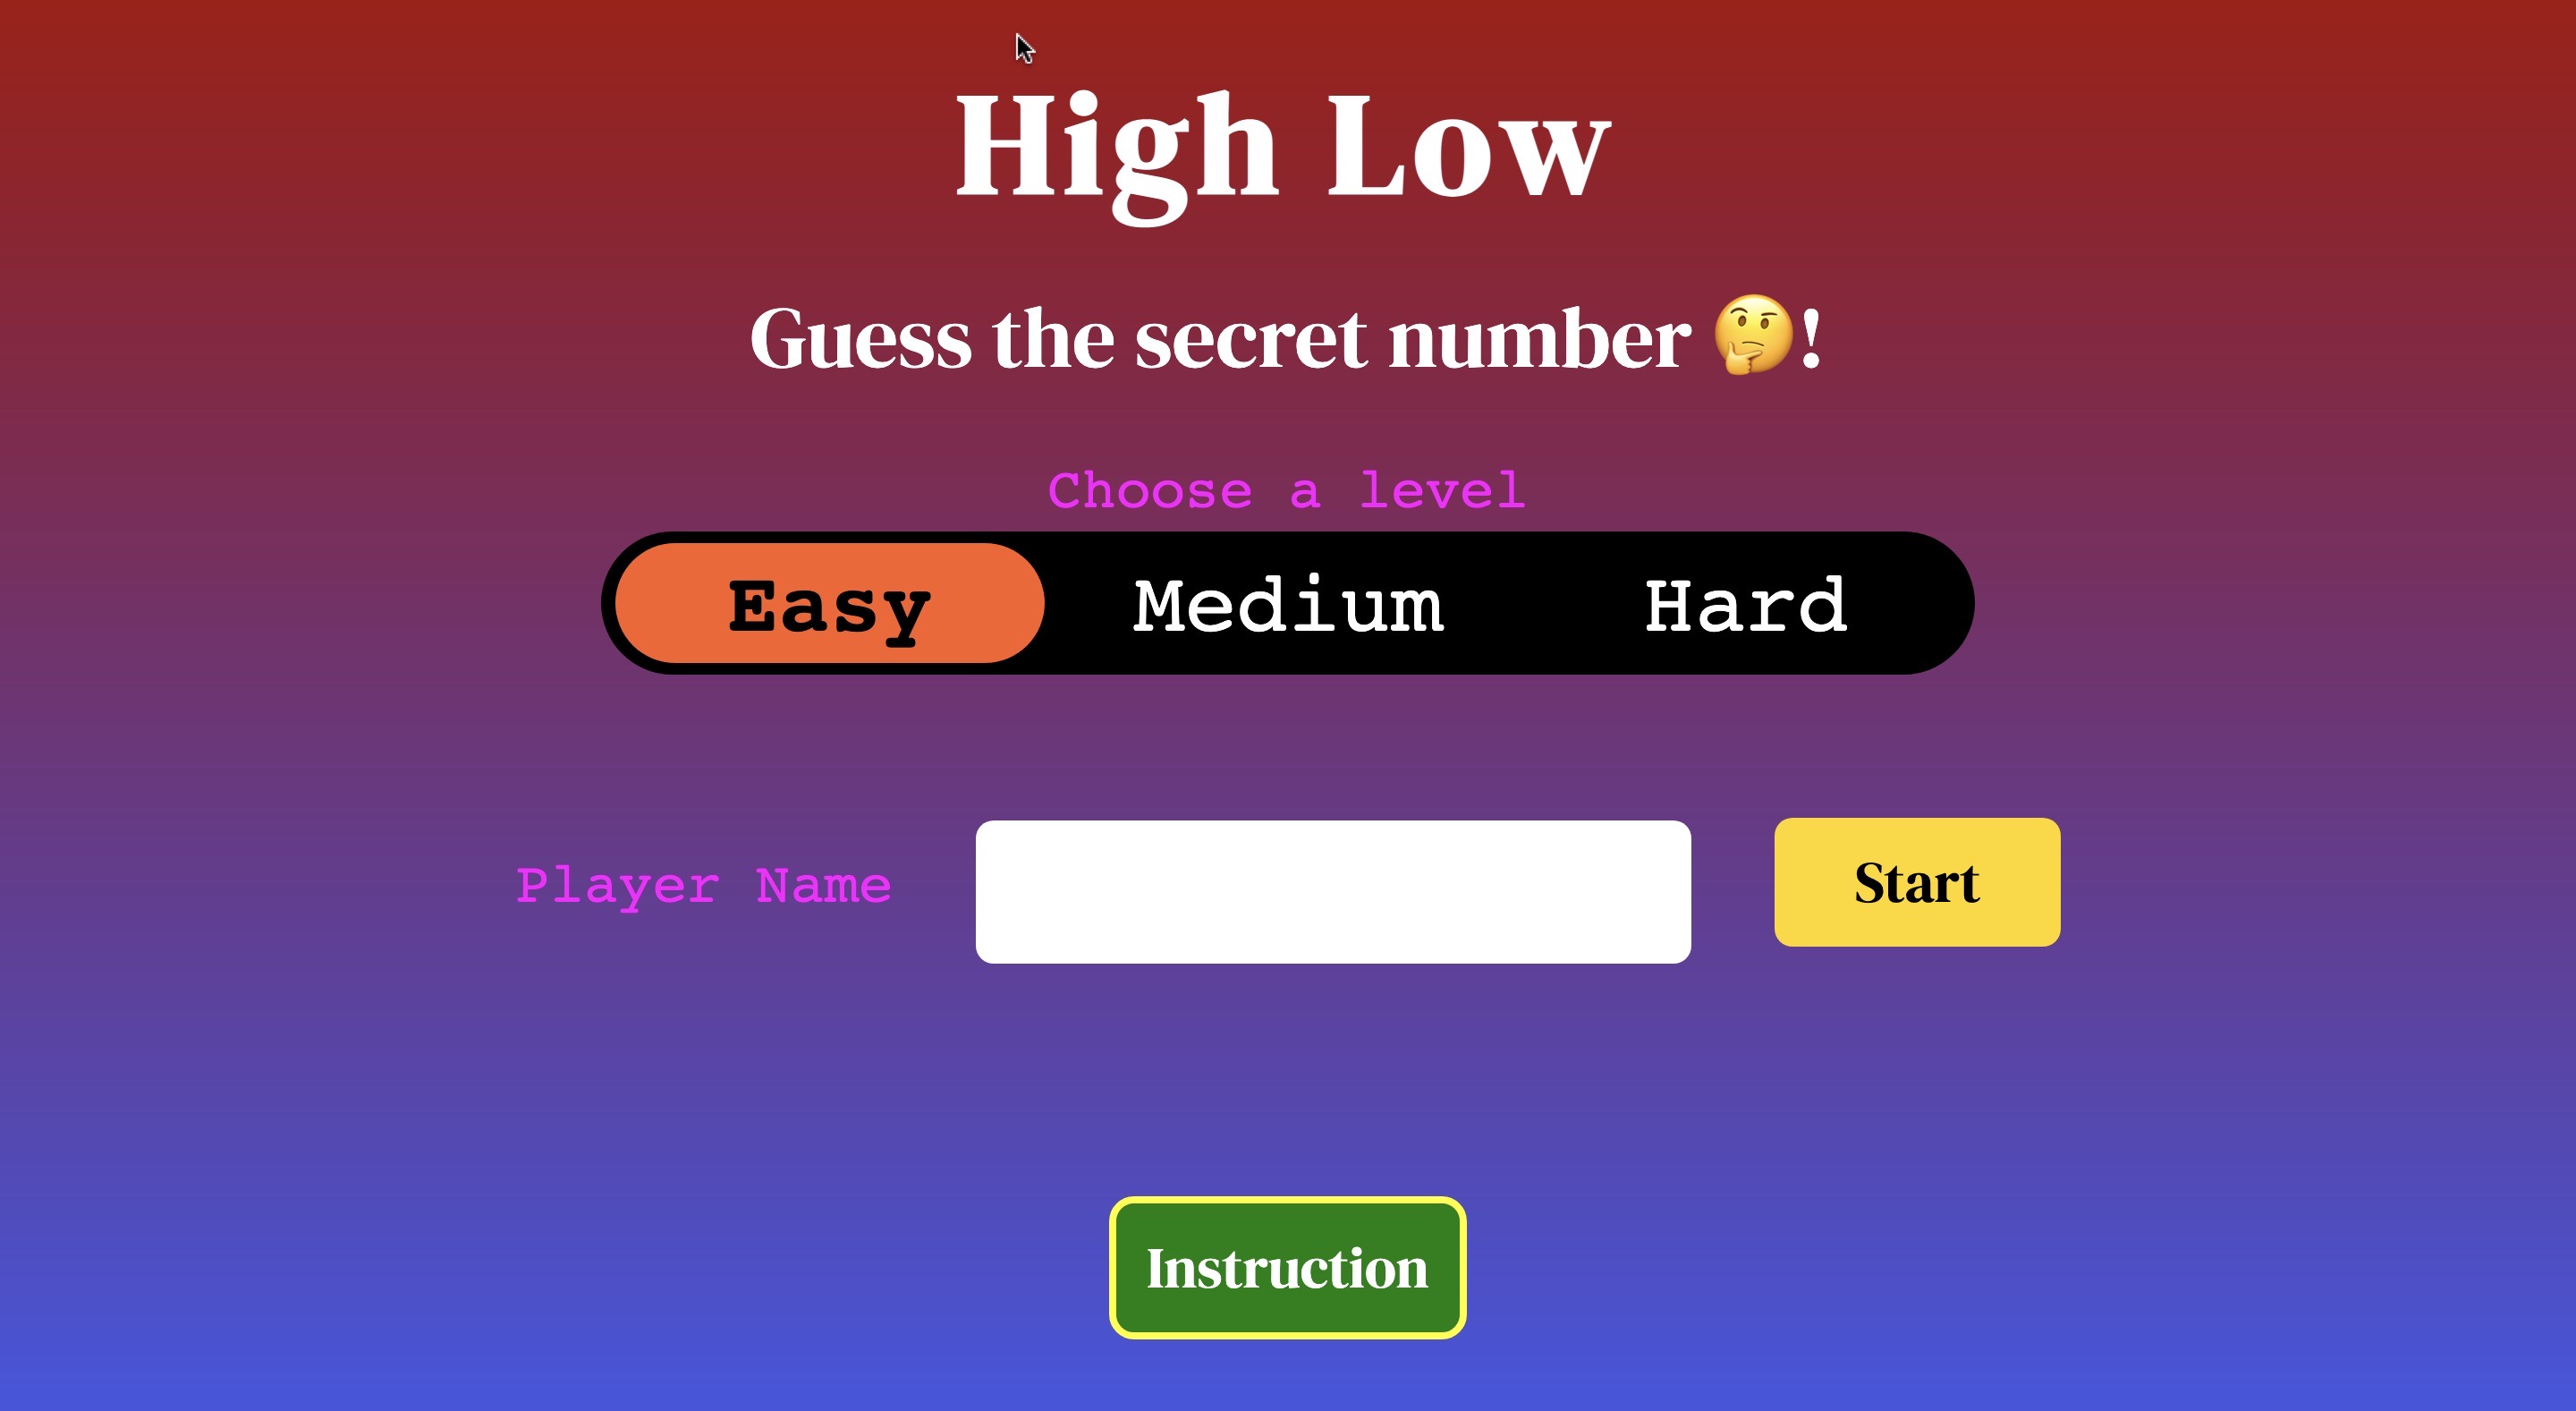 High Low
Guess the secret number 🤔!
Choose a level
Easy Medium Hard
Player Name Start
Instruction